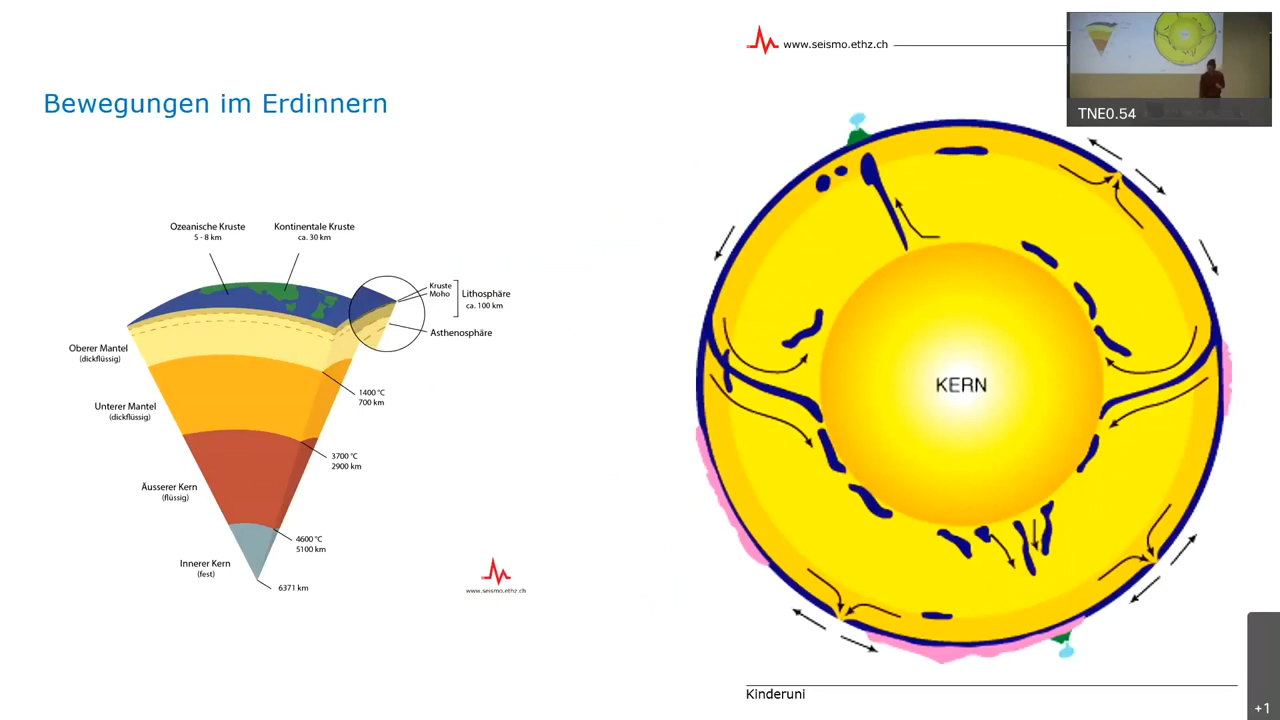 www.seismo.ethz.ch
TNE0.54
Bewegungen im Erdinnern
Ozeanische Kruste
5 - 8 km
Kontinentale Kruste
ca. 30 km
Kruste
Moho
Lithosphäre
ca. 100 km
Asthenosphäre
Oberer Mantel
(dickflüssig)
1400 °C
700 km
Unterer Mantel
(dickflüssig)
3700 °C
2900 km
Äusserer Kern
(flüssig)
4600 °C
5100 km
Innerer Kern
(fest)
6371 km
www.seismo.ethz.ch
KERN
Kinderuni
+1